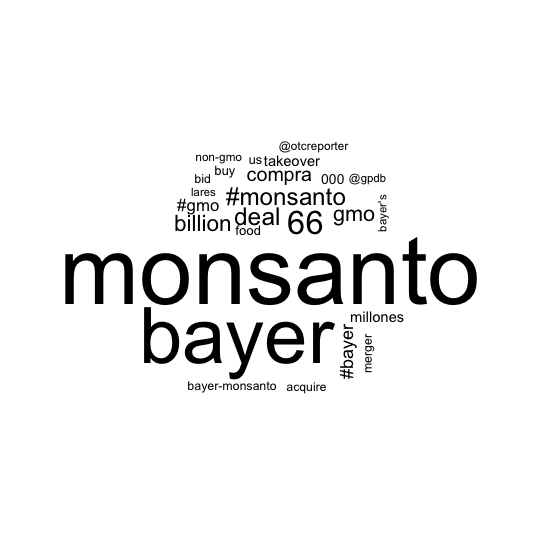 @otcreporter
non-gmo us takeover
buy compra
bid 000 @gpdb
lares #monsanto
#gmo deal 66 gmo bayer's
billion food
monsanto
bayer #bayer millones
merger
bayer-monsanto acquire